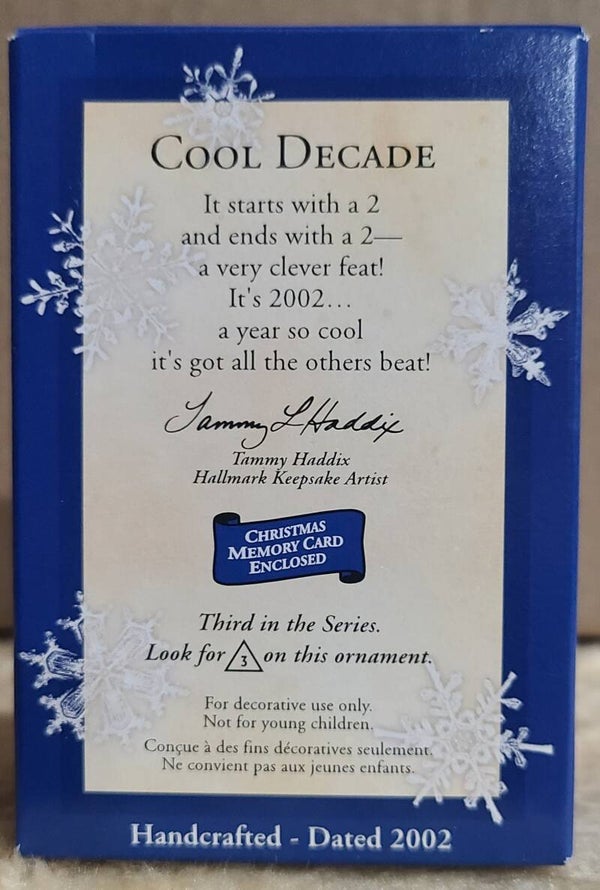 COOL DECADE
It starts with a 2
and ends with a 2—
a very clever feat!
It's 2002...
a year so cool
it's got all the others beat!
Tammy L Haddix
Tammy Haddix
Hallmark Keepsake Artist
CHRISTMAS
MEMORY CARD
ENCLOSED
Third in the Series.
Look for 3 on this ornament.
For decorative use only.
Not for young children.
Conçue à des fins décoratives seulement.
Ne convient pas aux jeunes enfants.
Handcrafted - Dated 2002